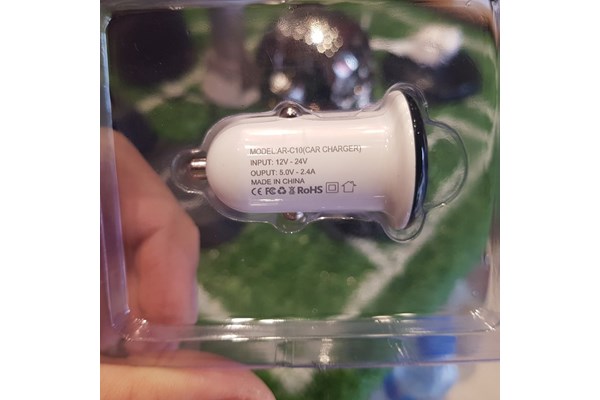 MODEL.AR-C10(CAR CHARGER)
INPUT: 12V - 24V
OUPUT: 5.0V - 2.4A
MADE IN CHINA
CE FC RoHS